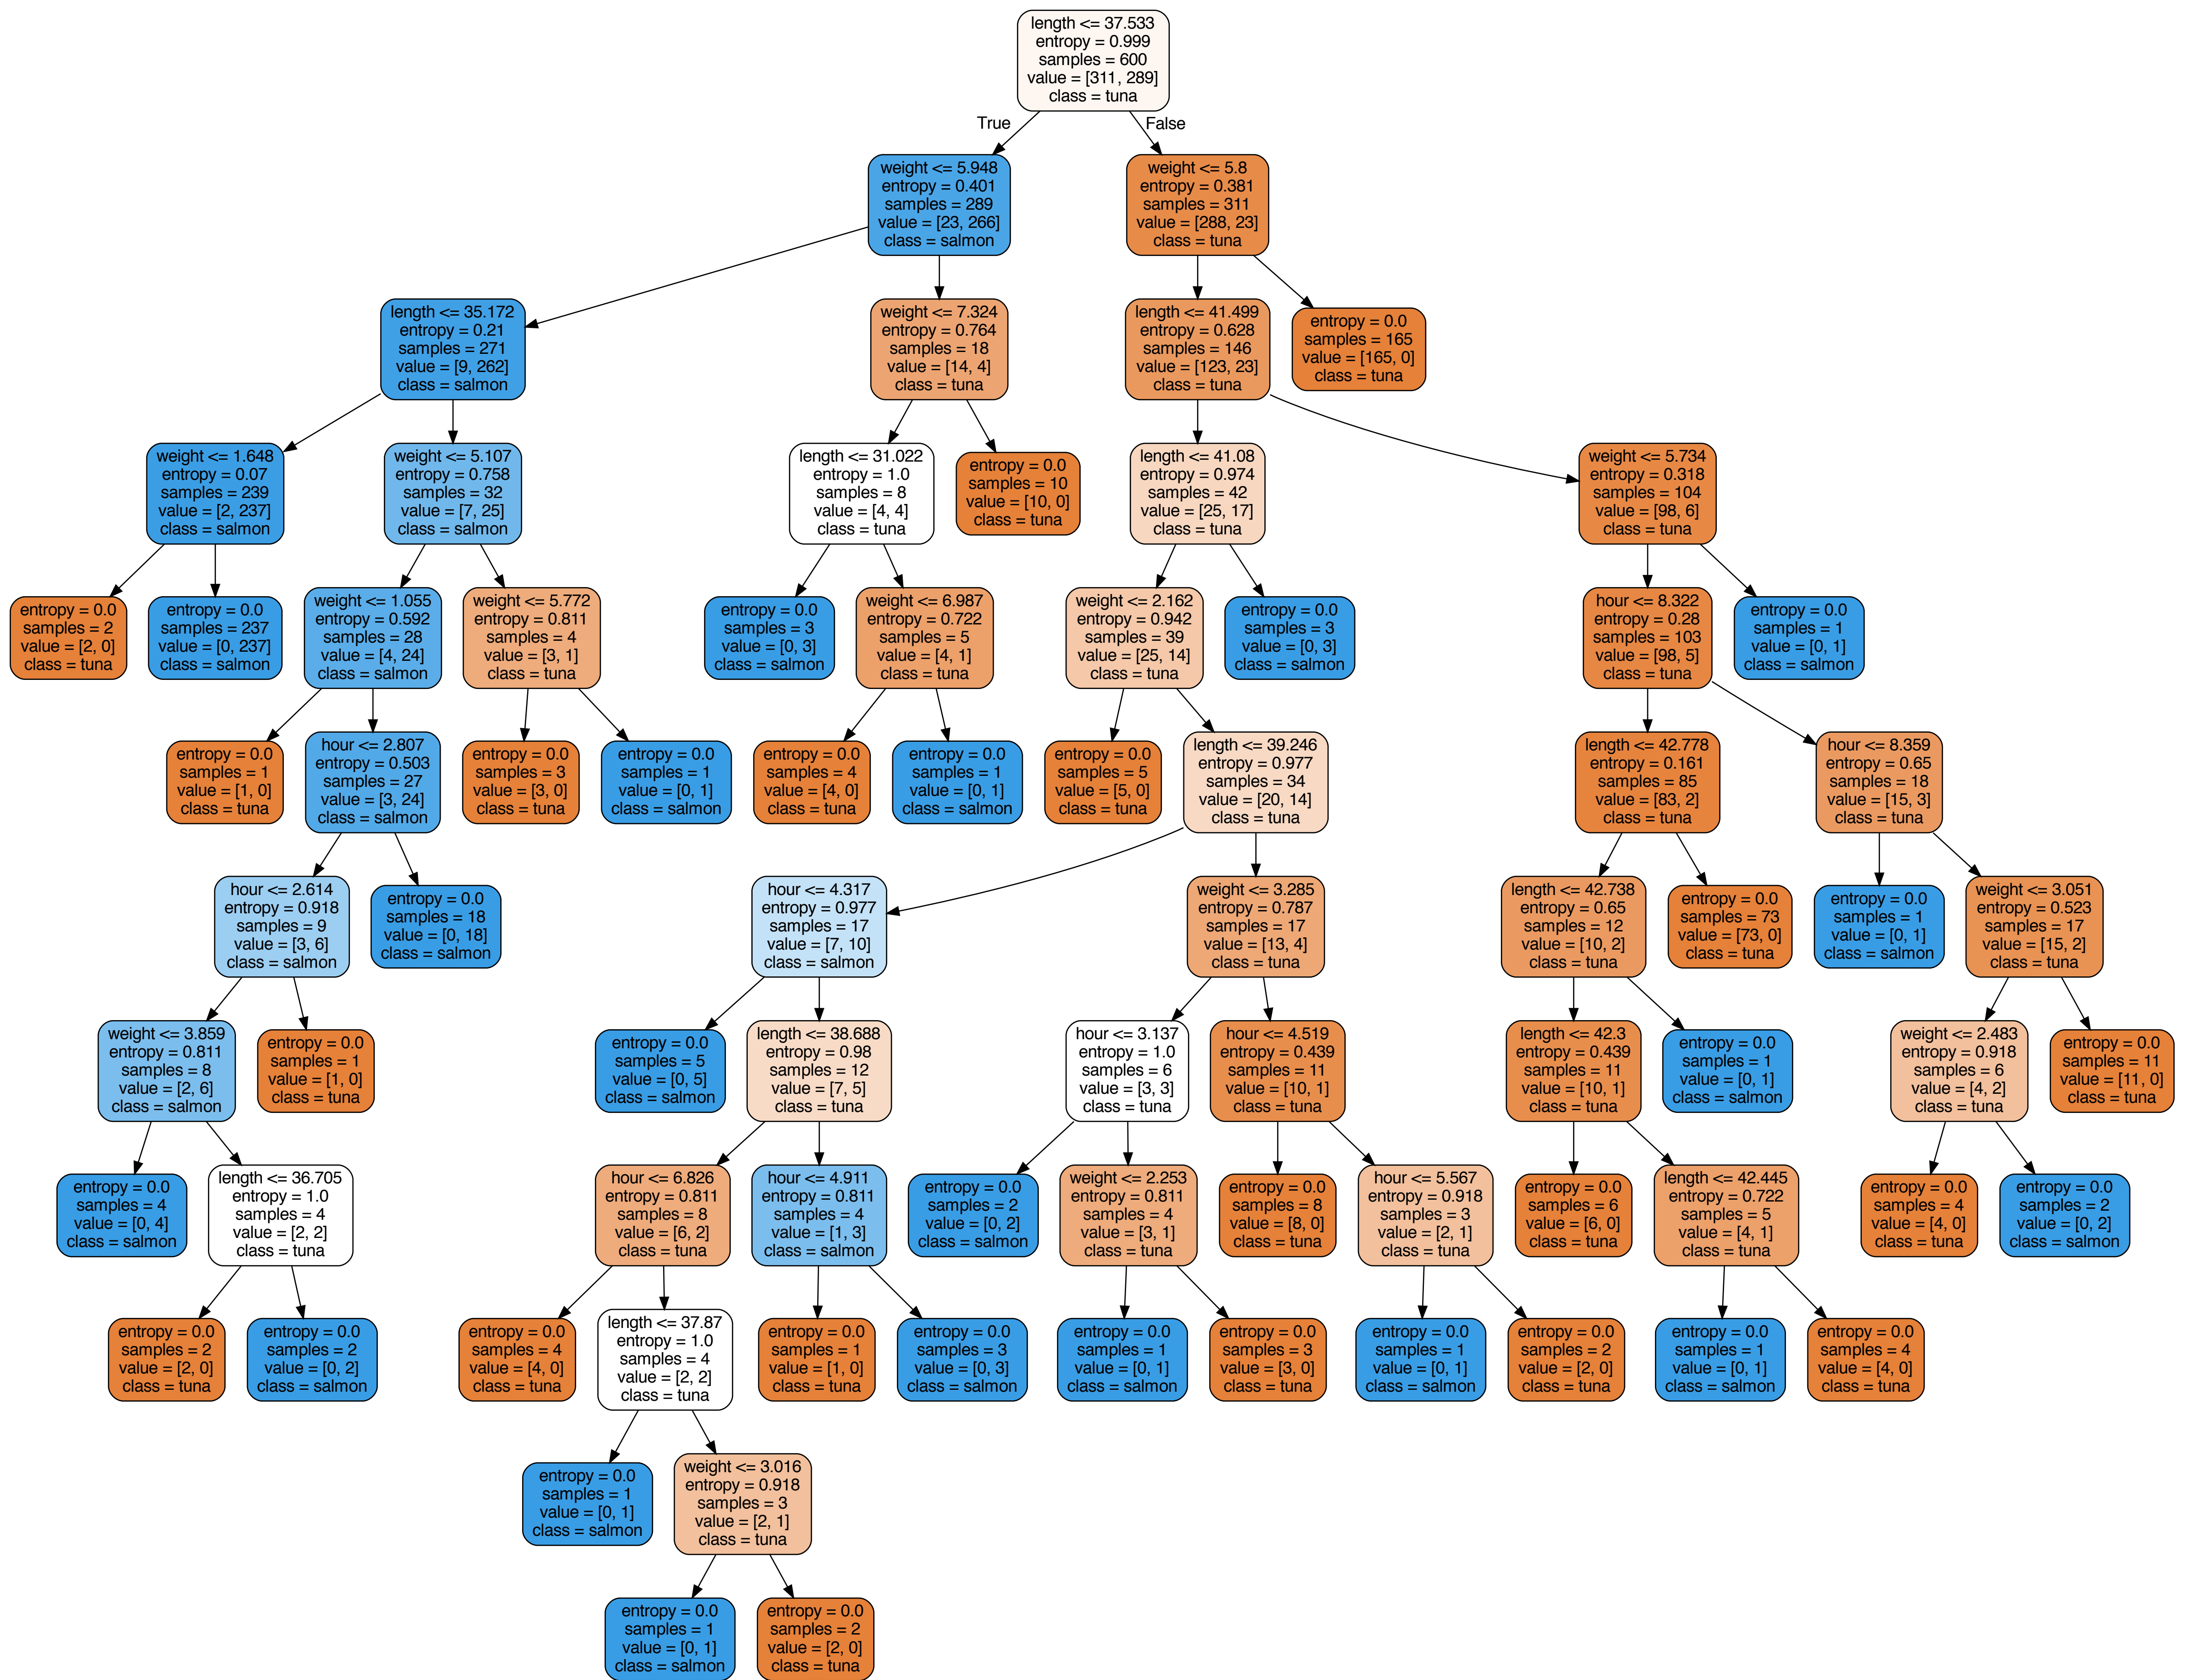 length <= 37.533
entropy = 0.999
samples = 600
value = [311, 289]
class = tuna
True
False
weight <= 5.948
entropy = 0.401
samples = 289
value = [23, 266]
class = salmon
weight <= 5.8
entropy = 0.381
samples = 311
value = [288, 23]
class = tuna
length <= 35.172
entropy = 0.21
samples = 271
value = [9, 262]
class = salmon
weight <= 7.324
entropy = 0.764
samples = 18
value = [14, 4]
class = tuna
length <= 41.499
entropy = 0.628
samples = 146
value = [123, 23]
class = tuna
entropy = 0.0
samples = 165
value = [165, 0]
class = tuna
weight <= 1.648
entropy = 0.07
samples = 239
value = [2, 237]
class = salmon
weight <= 5.107
entropy = 0.758
samples = 32
value = [7, 25]
class = salmon
length <= 31.022
entropy = 1.0
samples = 8
value = [4, 4]
class = tuna
entropy = 0.0
samples = 10
value = [10, 0]
class = tuna
length <= 41.08
entropy = 0.974
samples = 42
value = [25, 17]
class = tuna
weight <= 5.734
entropy = 0.318
samples = 104
value = [98, 6]
class = tuna
entropy = 0.0
samples = 2
value = [2, 0]
class = tuna
entropy = 0.0
samples = 237
value = [0, 237]
class = salmon
weight <= 1.055
entropy = 0.592
samples = 28
value = [4, 24]
class = salmon
weight <= 5.772
entropy = 0.811
samples = 4
value = [3, 1]
class = tuna
entropy = 0.0
samples = 3
value = [0, 3]
class = salmon
weight <= 6.987
entropy = 0.722
samples = 5
value = [4, 1]
class = tuna
weight <= 2.162
entropy = 0.942
samples = 39
value = [25, 14]
class = tuna
entropy = 0.0
samples = 3
value = [0, 3]
class = salmon
hour <= 8.322
entropy = 0.28
samples = 103
value = [98, 5]
class = tuna
entropy = 0.0
samples = 1
value = [0, 1]
class = salmon
entropy = 0.0
samples = 1
value = [1, 0]
class = tuna
hour <= 2.807
entropy = 0.503
samples = 27
value = [3, 24]
class = salmon
entropy = 0.0
samples = 3
value = [3, 0]
class = tuna
entropy = 0.0
samples = 1
value = [0, 1]
class = salmon
entropy = 0.0
samples = 4
value = [4, 0]
class = tuna
entropy = 0.0
samples = 1
value = [0, 1]
class = salmon
entropy = 0.0
samples = 5
value = [5, 0]
class = tuna
length <= 39.246
entropy = 0.977
samples = 34
value = [20, 14]
class = tuna
length <= 42.778
entropy = 0.161
samples = 85
value = [83, 2]
class = tuna
hour <= 8.359
entropy = 0.65
samples = 18
value = [15, 3]
class = tuna
hour <= 2.614
entropy = 0.918
samples = 9
value = [3, 6]
class = salmon
entropy = 0.0
samples = 18
value = [0, 18]
class = salmon
hour <= 4.317
entropy = 0.977
samples = 17
value = [7, 10]
class = salmon
weight <= 3.285
entropy = 0.787
samples = 17
value = [13, 4]
class = tuna
length <= 42.738
entropy = 0.65
samples = 12
value = [10, 2]
class = tuna
entropy = 0.0
samples = 73
value = [73, 0]
class = tuna
entropy = 0.0
samples = 1
value = [0, 1]
class = salmon
weight <= 3.051
entropy = 0.523
samples = 17
value = [15, 2]
class = tuna
weight <= 3.859
entropy = 0.811
samples = 8
value = [2, 6]
class = salmon
entropy = 0.0
samples = 1
value = [1, 0]
class = tuna
entropy = 0.0
samples = 5
value = [0, 5]
class = salmon
length <= 38.688
entropy = 0.98
samples = 12
value = [7, 5]
class = tuna
hour <= 3.137
entropy = 1.0
samples = 6
value = [3, 3]
class = tuna
hour <= 4.519
entropy = 0.439
samples = 11
value = [10, 1]
class = tuna
length <= 42.3
entropy = 0.439
samples = 11
value = [10, 1]
class = tuna
entropy = 0.0
samples = 1
value = [0, 1]
class = salmon
weight <= 2.483
entropy = 0.918
samples = 6
value = [4, 2]
class = tuna
entropy = 0.0
samples = 11
value = [11, 0]
class = tuna
entropy = 0.0
samples = 4
value = [0, 4]
class = salmon
length <= 36.705
entropy = 1.0
samples = 4
value = [2, 2]
class = tuna
hour <= 6.826
entropy = 0.811
samples = 8
value = [6, 2]
class = tuna
hour <= 4.911
entropy = 0.811
samples = 4
value = [1, 3]
class = salmon
entropy = 0.0
samples = 2
value = [0, 2]
class = salmon
weight <= 2.253
entropy = 0.811
samples = 4
value = [3, 1]
class = tuna
entropy = 0.0
samples = 8
value = [8, 0]
class = tuna
hour <= 5.567
entropy = 0.918
samples = 3
value = [2, 1]
class = tuna
entropy = 0.0
samples = 6
value = [6, 0]
class = tuna
length <= 42.445
entropy = 0.722
samples = 5
value = [4, 1]
class = tuna
entropy = 0.0
samples = 4
value = [4, 0]
class = tuna
entropy = 0.0
samples = 2
value = [0, 2]
class = salmon
entropy = 0.0
samples = 2
value = [2, 0]
class = tuna
entropy = 0.0
samples = 2
value = [0, 2]
class = salmon
entropy = 0.0
samples = 4
value = [4, 0]
class = tuna
length <= 37.87
entropy = 1.0
samples = 4
value = [2, 2]
class = tuna
entropy = 0.0
samples = 1
value = [1, 0]
class = tuna
entropy = 0.0
samples = 3
value = [0, 3]
class = salmon
entropy = 0.0
samples = 1
value = [0, 1]
class = salmon
entropy = 0.0
samples = 3
value = [3, 0]
class = tuna
entropy = 0.0
samples = 1
value = [0, 1]
class = salmon
entropy = 0.0
samples = 2
value = [2, 0]
class = tuna
entropy = 0.0
samples = 1
value = [0, 1]
class = salmon
entropy = 0.0
samples = 4
value = [4, 0]
class = tuna
entropy = 0.0
samples = 1
value = [0, 1]
class = salmon
weight <= 3.016
entropy = 0.918
samples = 3
value = [2, 1]
class = tuna
entropy = 0.0
samples = 1
value = [0, 1]
class = salmon
entropy = 0.0
samples = 2
value = [2, 0]
class = tuna